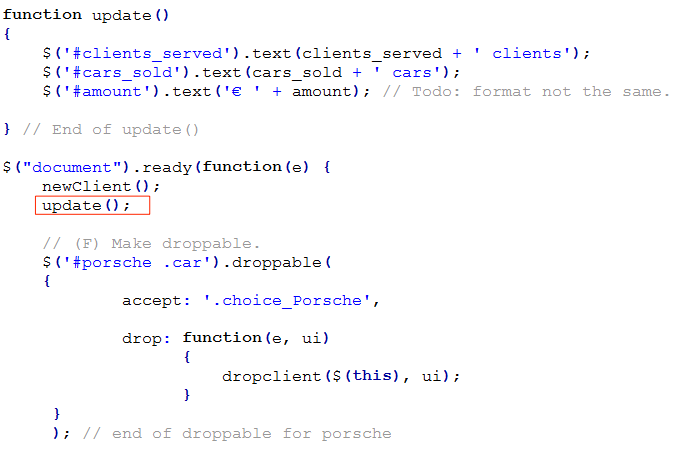 function update()
{
    $('#clients_served').text(clients_served + ' clients');
    $('#cars_sold').text(cars_sold + ' cars');
    $('#amount').text('€ ' + amount); // Todo: format not the same.
} // End of update()
$("document").ready(function(e) {
    newClient();
    update();
    // (F) Make droppable.
    $('#porsche .car').droppable(
    {
            accept: '.choice_Porsche',
            drop: function(e, ui)
                  {
                      dropclient($(this), ui);
                  }
     }
     ); // end of droppable for porsche